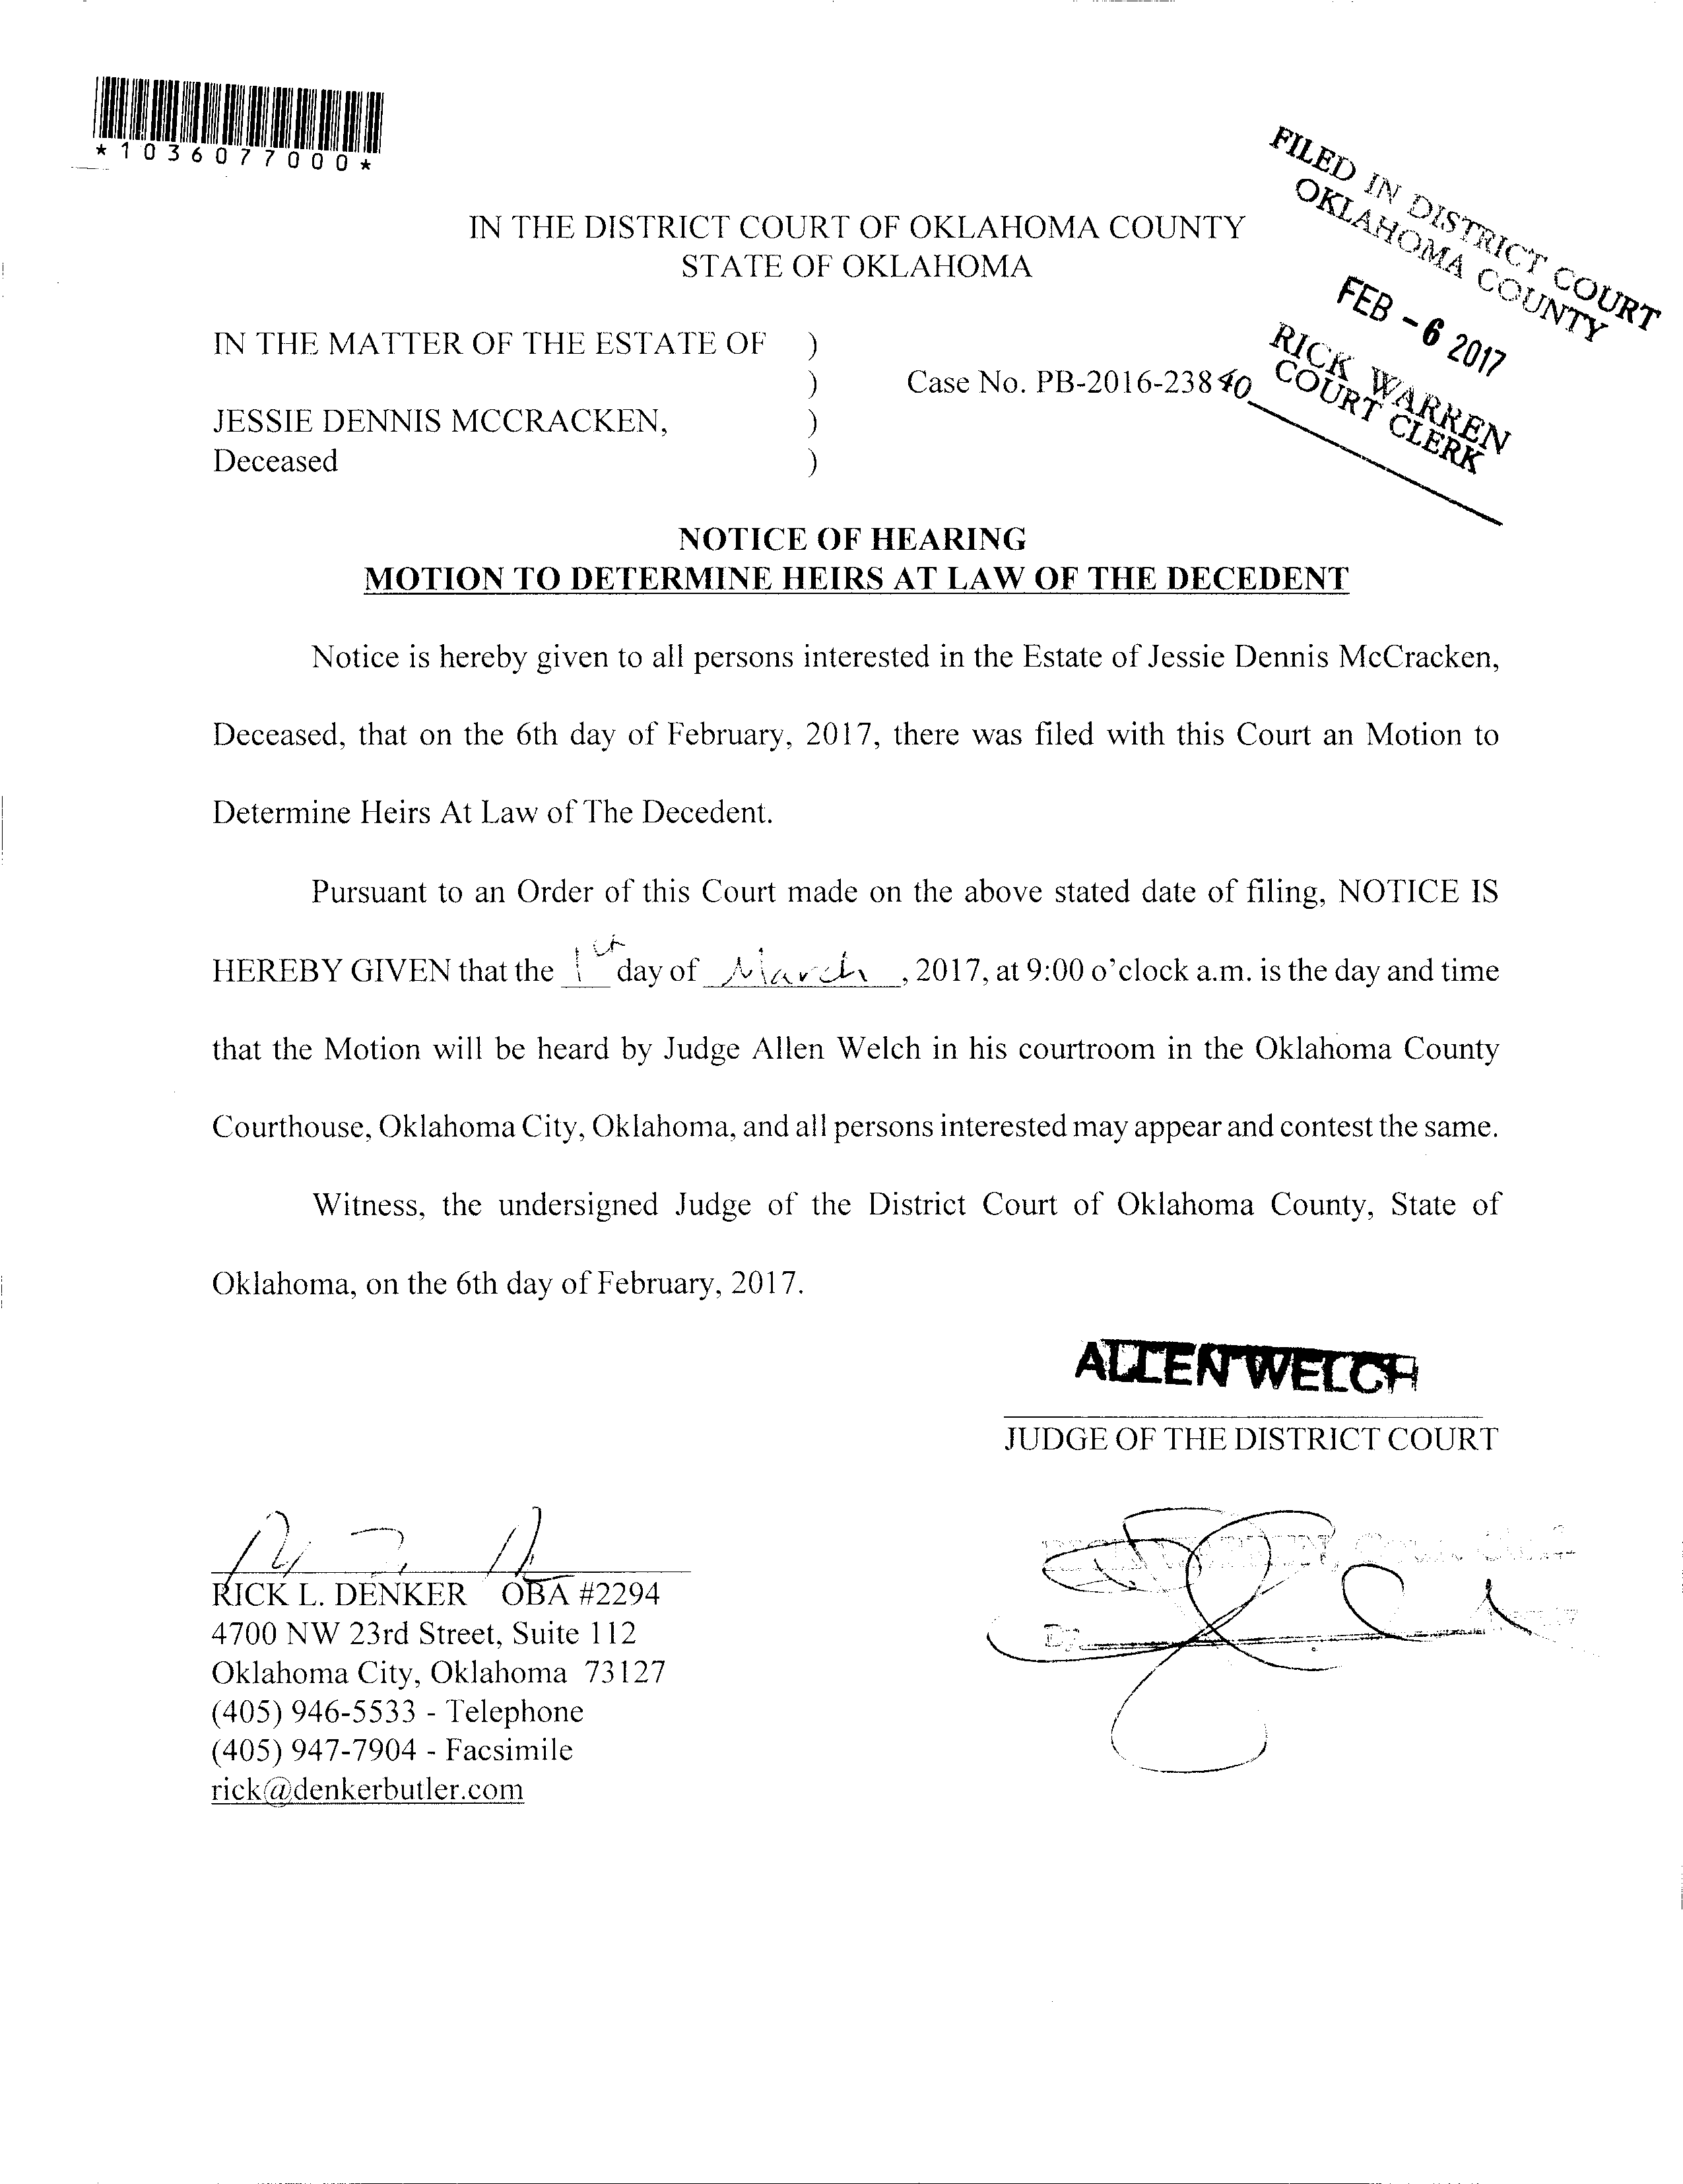 *1036077000*
FILED IN DISTRICT COURT
OKLAHOMA COUNTY
FEB - 6 2017
RICK WARREN
COURT CLERK
40
IN THE DISTRICT COURT OF OKLAHOMA COUNTY
STATE OF OKLAHOMA
IN THE MATTER OF THE ESTATE OF )
) Case No. PB-2016-238
JESSIE DENNIS MCCRACKEN, )
Deceased )
NOTICE OF HEARING
MOTION TO DETERMINE HEIRS AT LAW OF THE DECEDENT
Notice is hereby given to all persons interested in the Estate of Jessie Dennis McCracken,
Deceased, that on the 6th day of February, 2017, there was filed with this Court an Motion to
Determine Heirs At Law of The Decedent.
Pursuant to an Order of this Court made on the above stated date of filing, NOTICE IS
HEREBY GIVEN that the 1st day of March, 2017, at 9:00 o'clock a.m. is the day and time
that the Motion will be heard by Judge Allen Welch in his courtroom in the Oklahoma County
Courthouse, Oklahoma City, Oklahoma, and all persons interested may appear and contest the same.
Witness, the undersigned Judge of the District Court of Oklahoma County, State of
Oklahoma, on the 6th day of February, 2017.
ALLEN WELCH
JUDGE OF THE DISTRICT COURT
RICK L. DENKER OBA #2294
4700 NW 23rd Street, Suite 112
Oklahoma City, Oklahoma 73127
(405) 946-5533 - Telephone
(405) 947-7904 - Facsimile
rick@denkerbutler.com